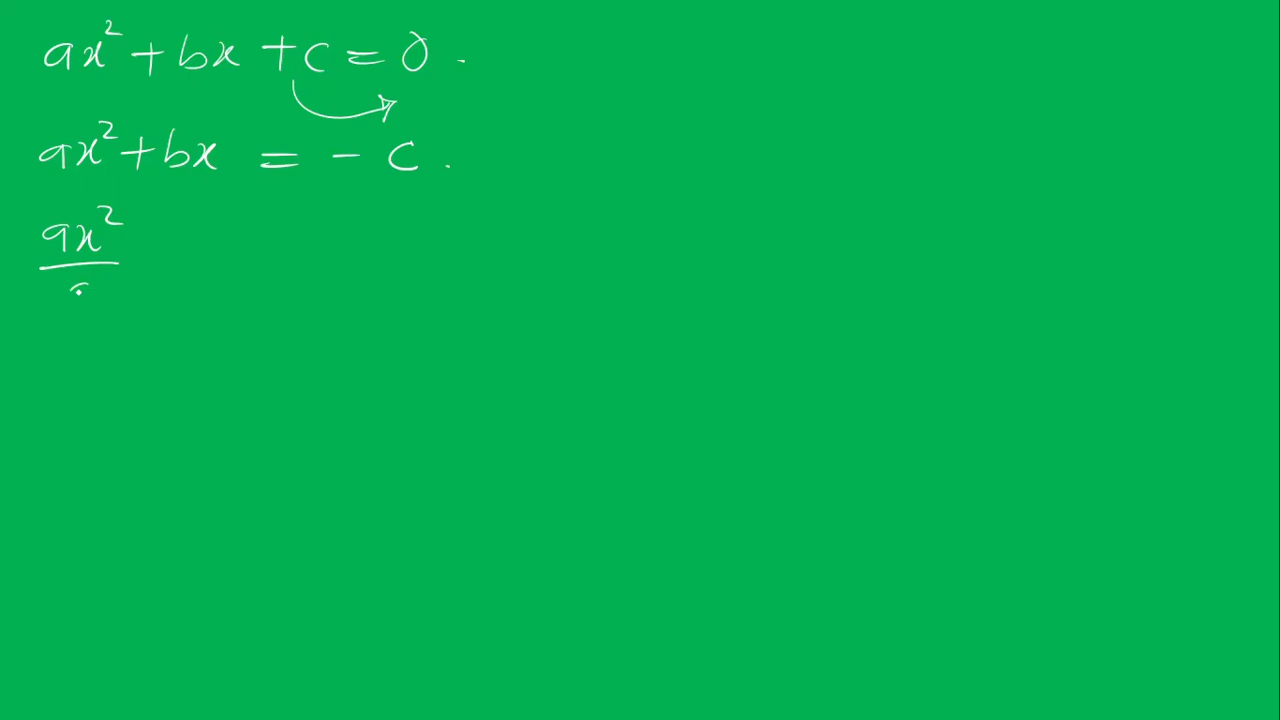 ax² + bx + c = 0 .
ax² + bx = - c .
ax²